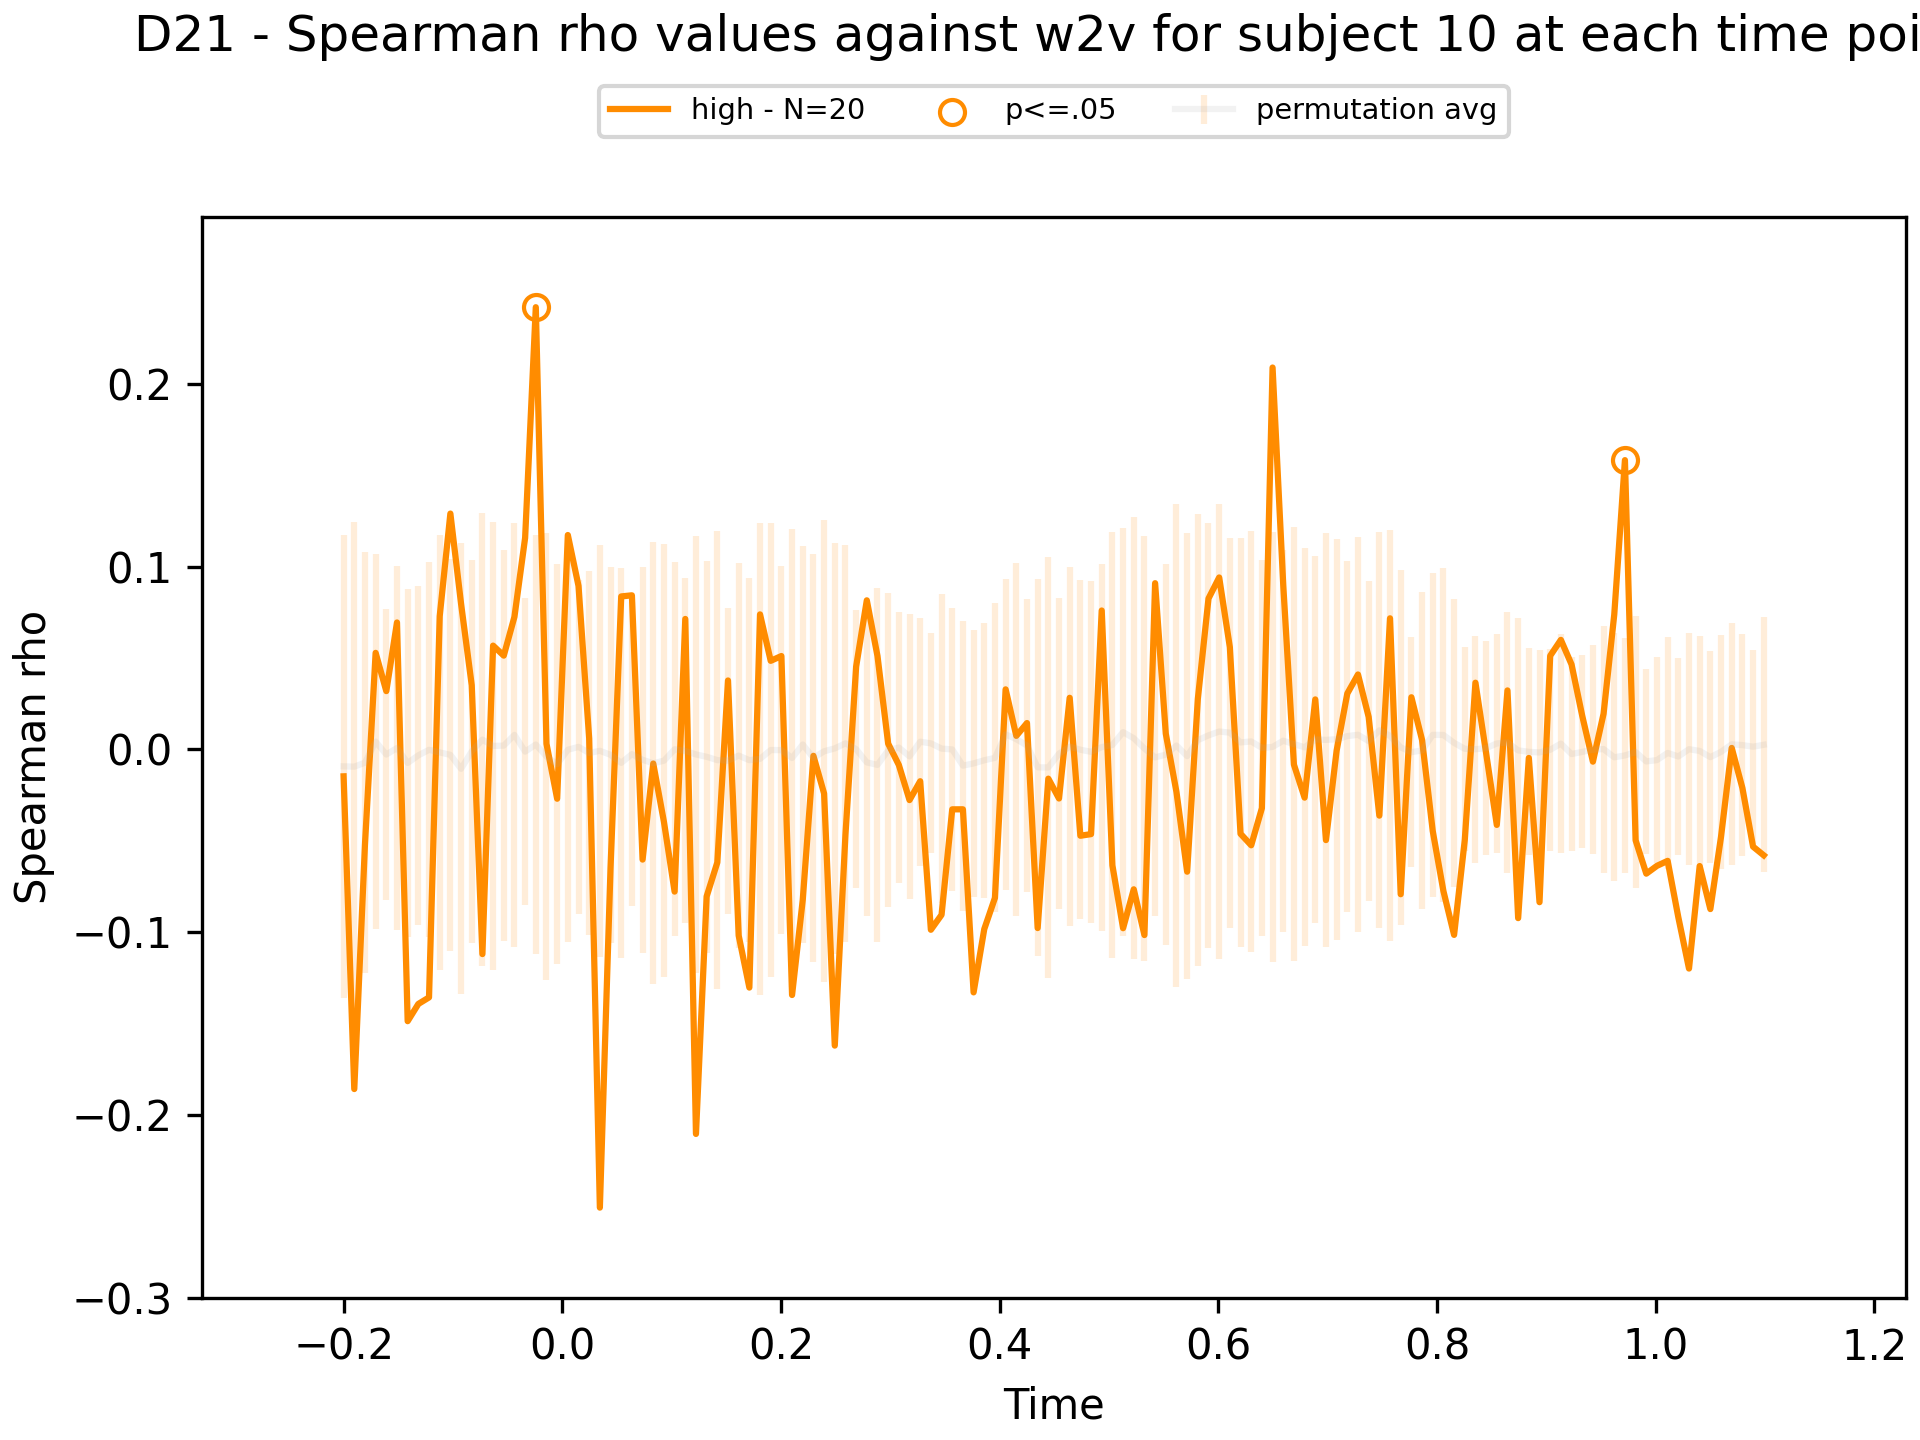 D21 - Spearman rho values against w2v for subject 10 at each time poi
high - N=20 p<=.05 permutation avg
Spearman rho
0.2
0.1
0.0
−0.1
−0.2
−0.3
−0.2 0.0 0.2 0.4 0.6 0.8 1.0 1.2
Time